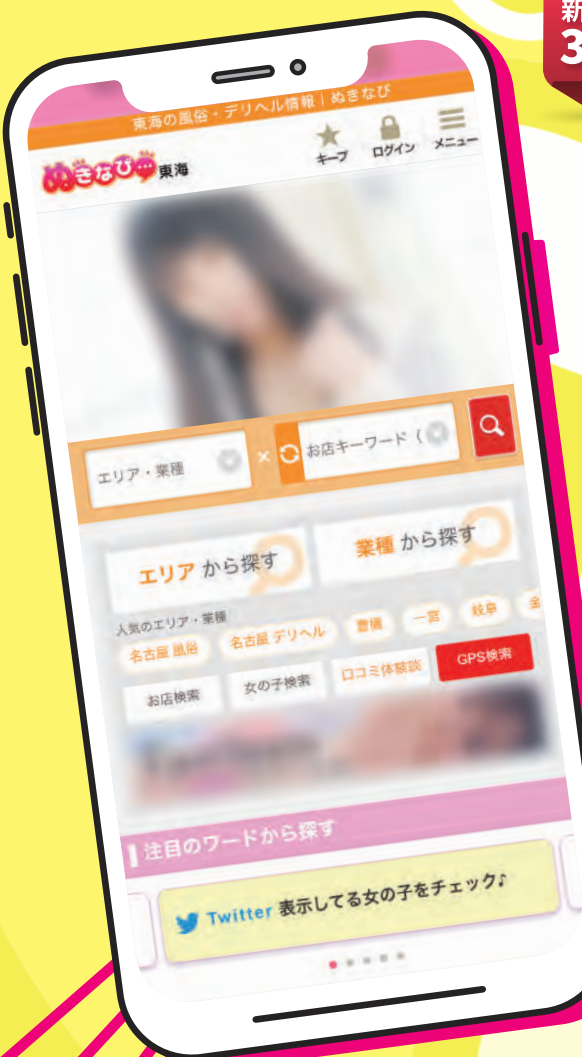 新
3
東海の風俗・デリヘル情報｜ぬきなび
ぬきなび 東海
キープ
ログイン
メニュー
エリア・業種
×
お店キーワード（
エリア から探す
業種 から探す
人気のエリア・業種
名古屋 風俗
名古屋 デリヘル
豊橋
一宮
岐阜
金
お店検索
女の子検索
口コミ体験談
GPS検索
注目のワードから探す
Twitter 表示してる女の子をチェック♪